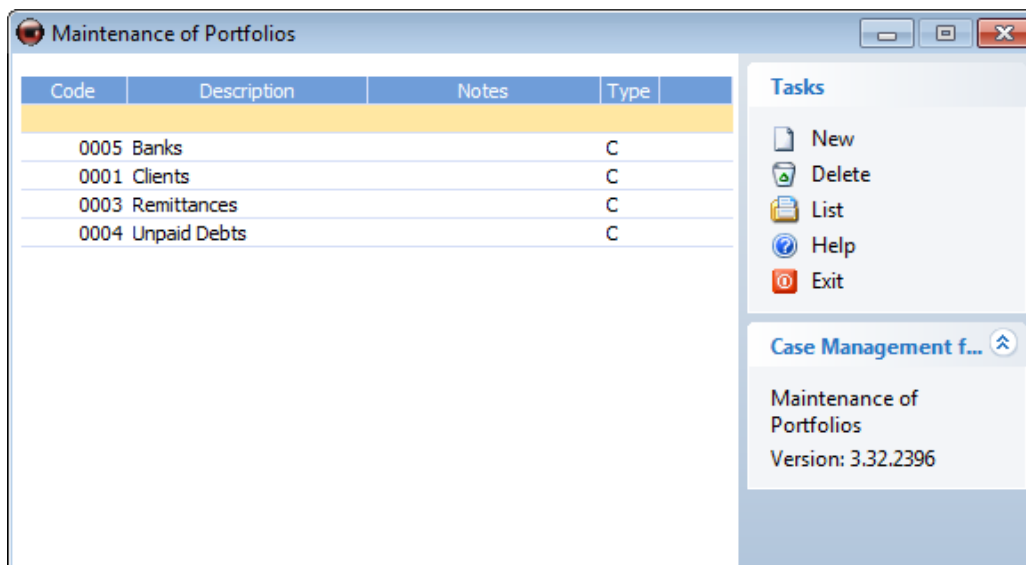 Maintenance of Portfolios
Code Description Notes Type
0005 Banks C
0001 Clients C
0003 Remittances C
0004 Unpaid Debts C
Tasks
New
Delete
List
Help
Exit
Case Management f...
Maintenance of
Portfolios
Version: 3.32.2396